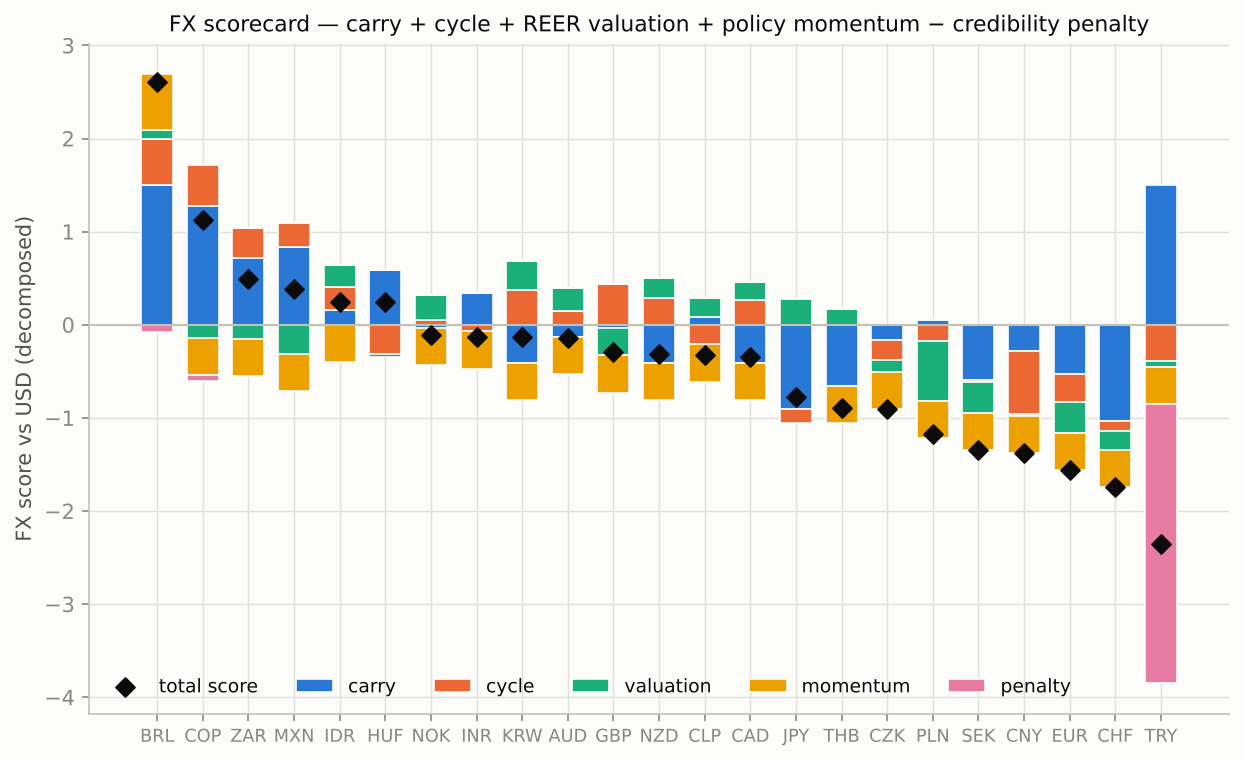 FX scorecard — carry + cycle + REER valuation + policy momentum − credibility penalty
FX score vs USD (decomposed)
3
2
1
0
−1
−2
−3
−4
total score
carry
cycle
valuation
momentum
penalty
BRL COP ZAR MXN IDR HUF NOK INR KRW AUD GBP NZD CLP CAD JPY THB CZK PLN SEK CNY EUR CHF TRY